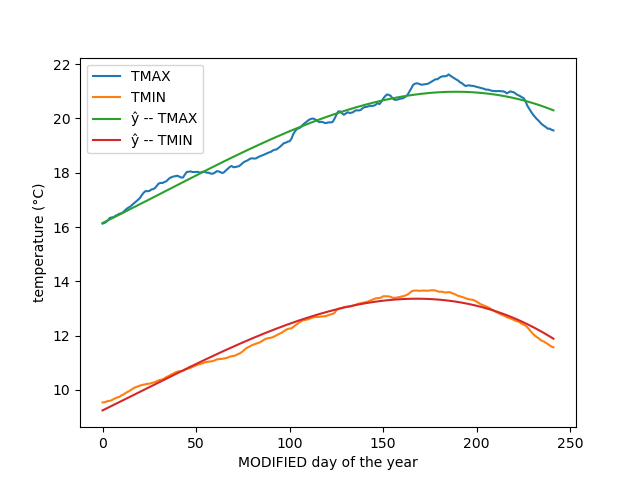 22
20
18
16
14
12
10
temperature (°C)
TMAX
TMIN
ŷ -- TMAX
ŷ -- TMIN
0
50
100
150
200
250
MODIFIED day of the year